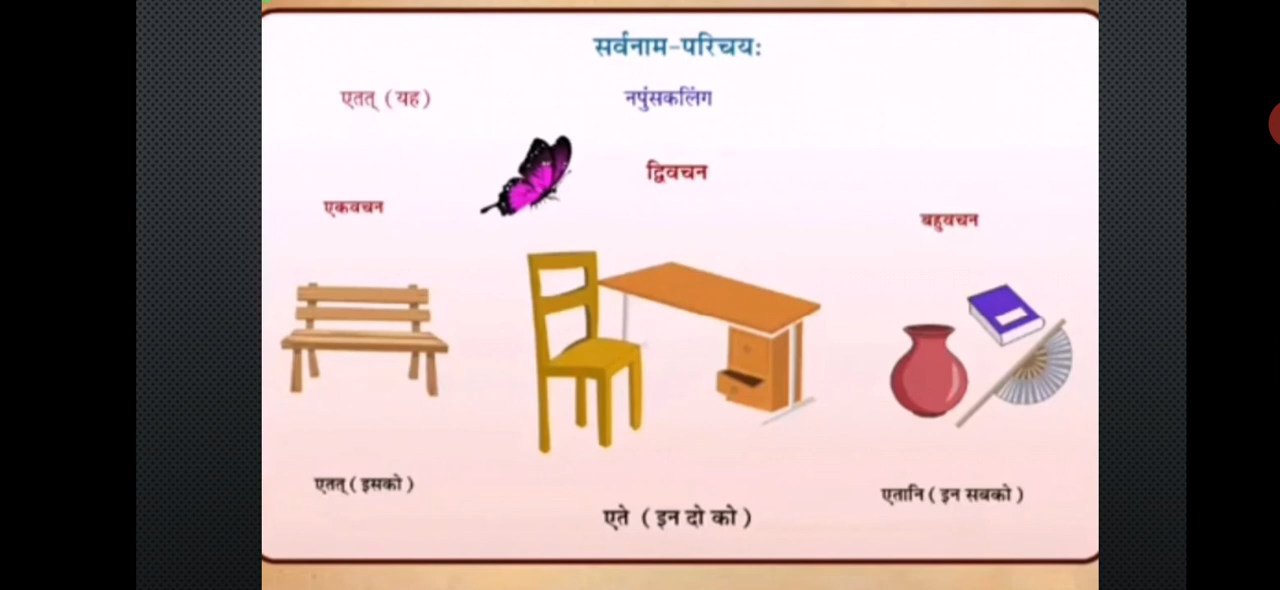 सर्वनाम-परिचयः
एतत् (यह)
नपुंसकलिंग
द्विवचन
एकवचन
बहुवचन
एतत् ( इसको )
एतानि ( इन सबको )
एते ( इन दो को )